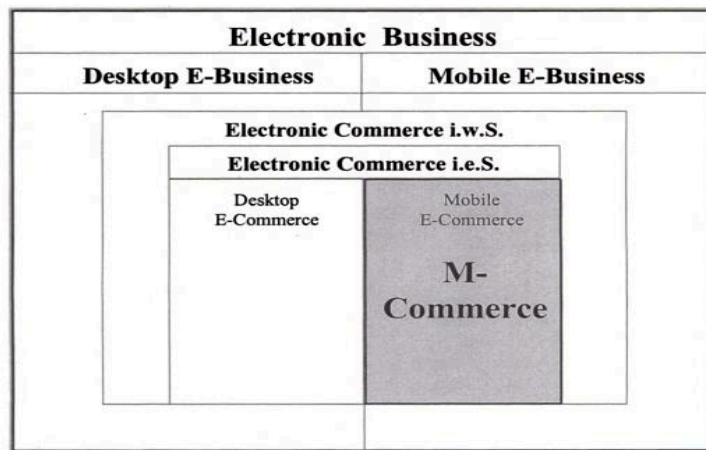 Electronic Business
Desktop E-Business
Mobile E-Business
Electronic Commerce i.w.S.
Electronic Commerce i.e.S.
Desktop
E-Commerce
Mobile
E-Commerce
M-
Commerce